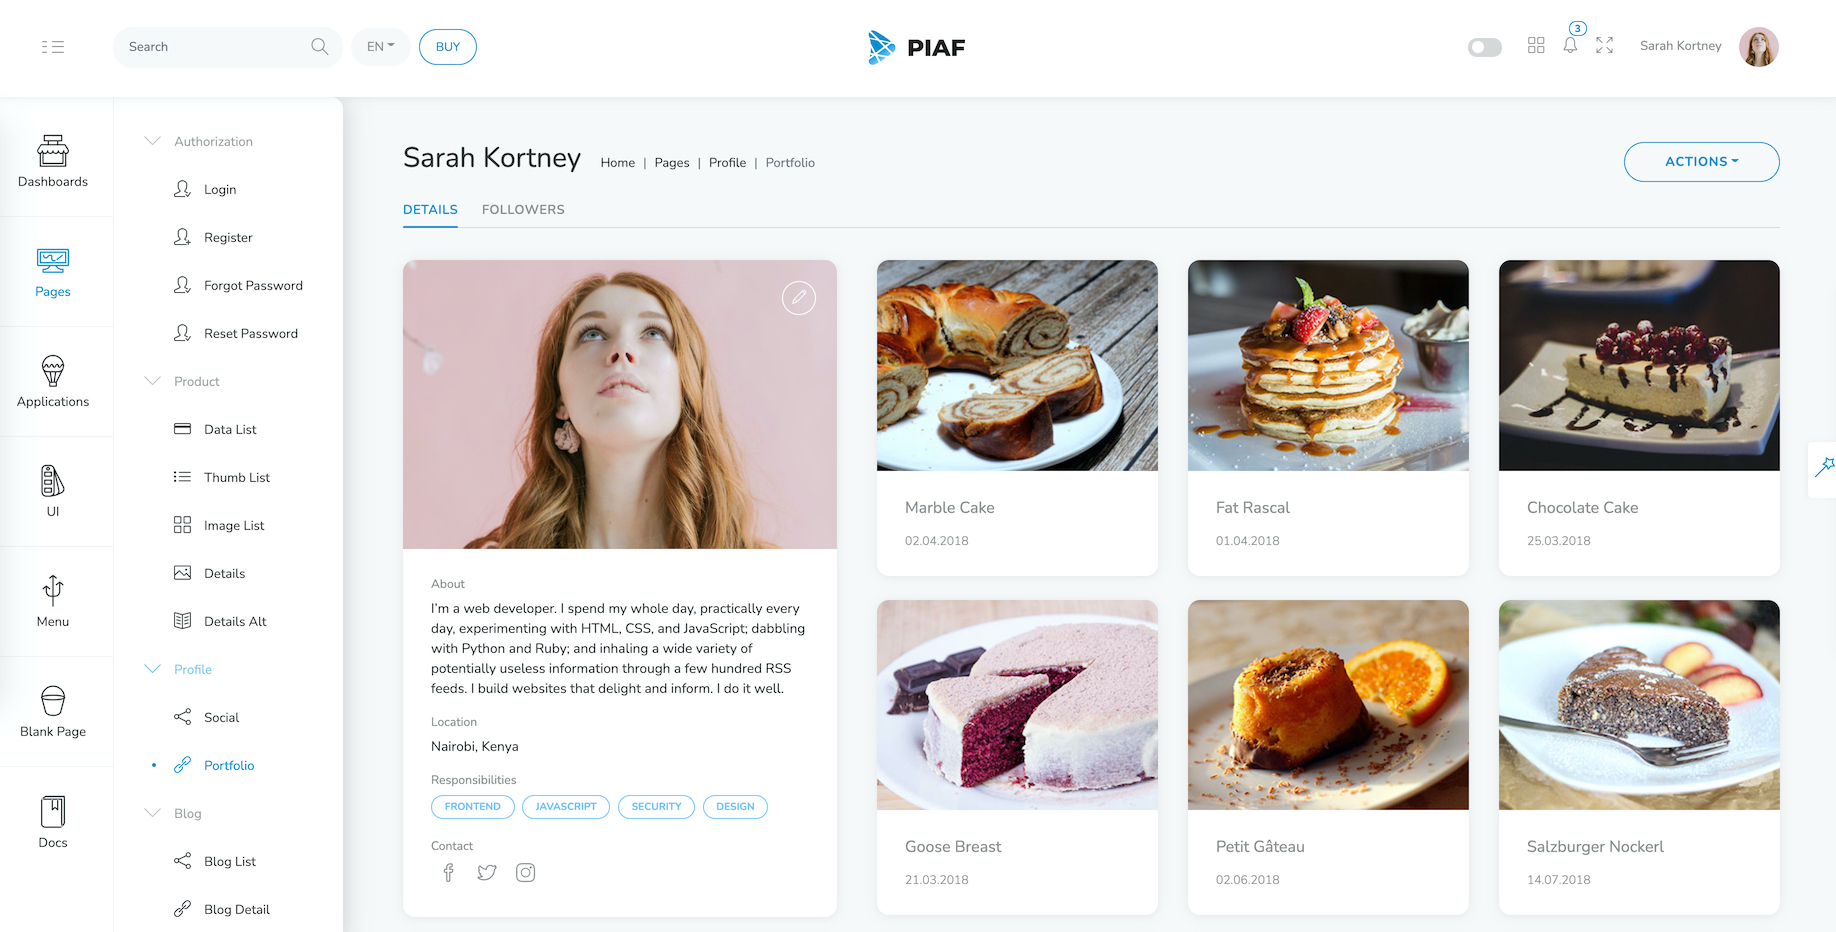 Search
EN
BUY
PIAF
3
Sarah Kortney
Dashboards
Pages
Applications
UI
Menu
Blank Page
Docs
Authorization
Login
Register
Forgot Password
Reset Password
Product
Data List
Thumb List
Image List
Details
Details Alt
Profile
Social
Portfolio
Blog
Blog List
Blog Detail
Sarah Kortney
Home | Pages | Profile | Portfolio
ACTIONS
DETAILS FOLLOWERS
About
I'm a web developer. I spend my whole day, practically every
day, experimenting with HTML, CSS, and JavaScript; dabbling
with Python and Ruby; and inhaling a wide variety of
potentially useless information through a few hundred RSS
feeds. I build websites that delight and inform. I do it well.
Location
Nairobi, Kenya
Responsibilities
FRONTEND JAVASCRIPT SECURITY DESIGN
Contact
Marble Cake
02.04.2018
Fat Rascal
01.04.2018
Chocolate Cake
25.03.2018
Goose Breast
21.03.2018
Petit Gâteau
02.06.2018
Salzburger Nockerl
14.07.2018